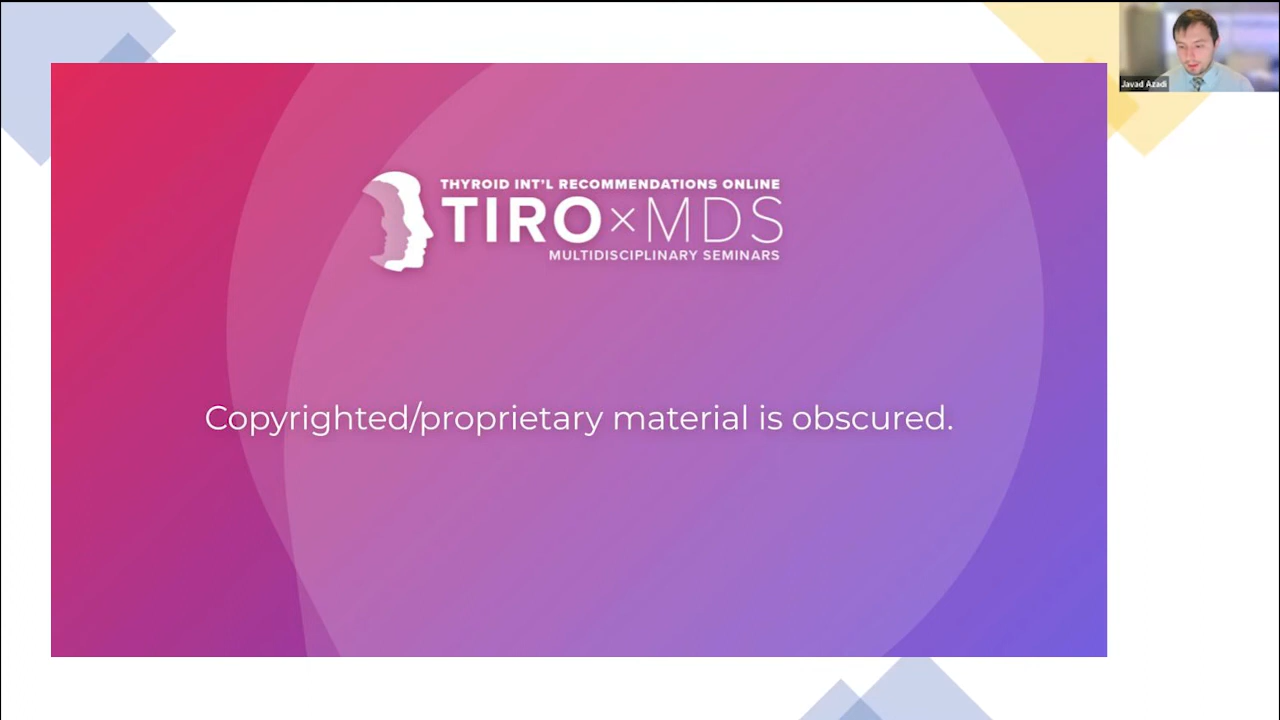 THYROID INT'L RECOMMENDATIONS ONLINE
TIRO×MDS
MULTIDISCIPLINARY SEMINARS
Copyrighted/proprietary material is obscured.
Javad Azadi